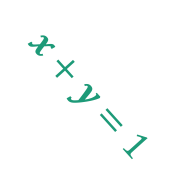 x + y = 1